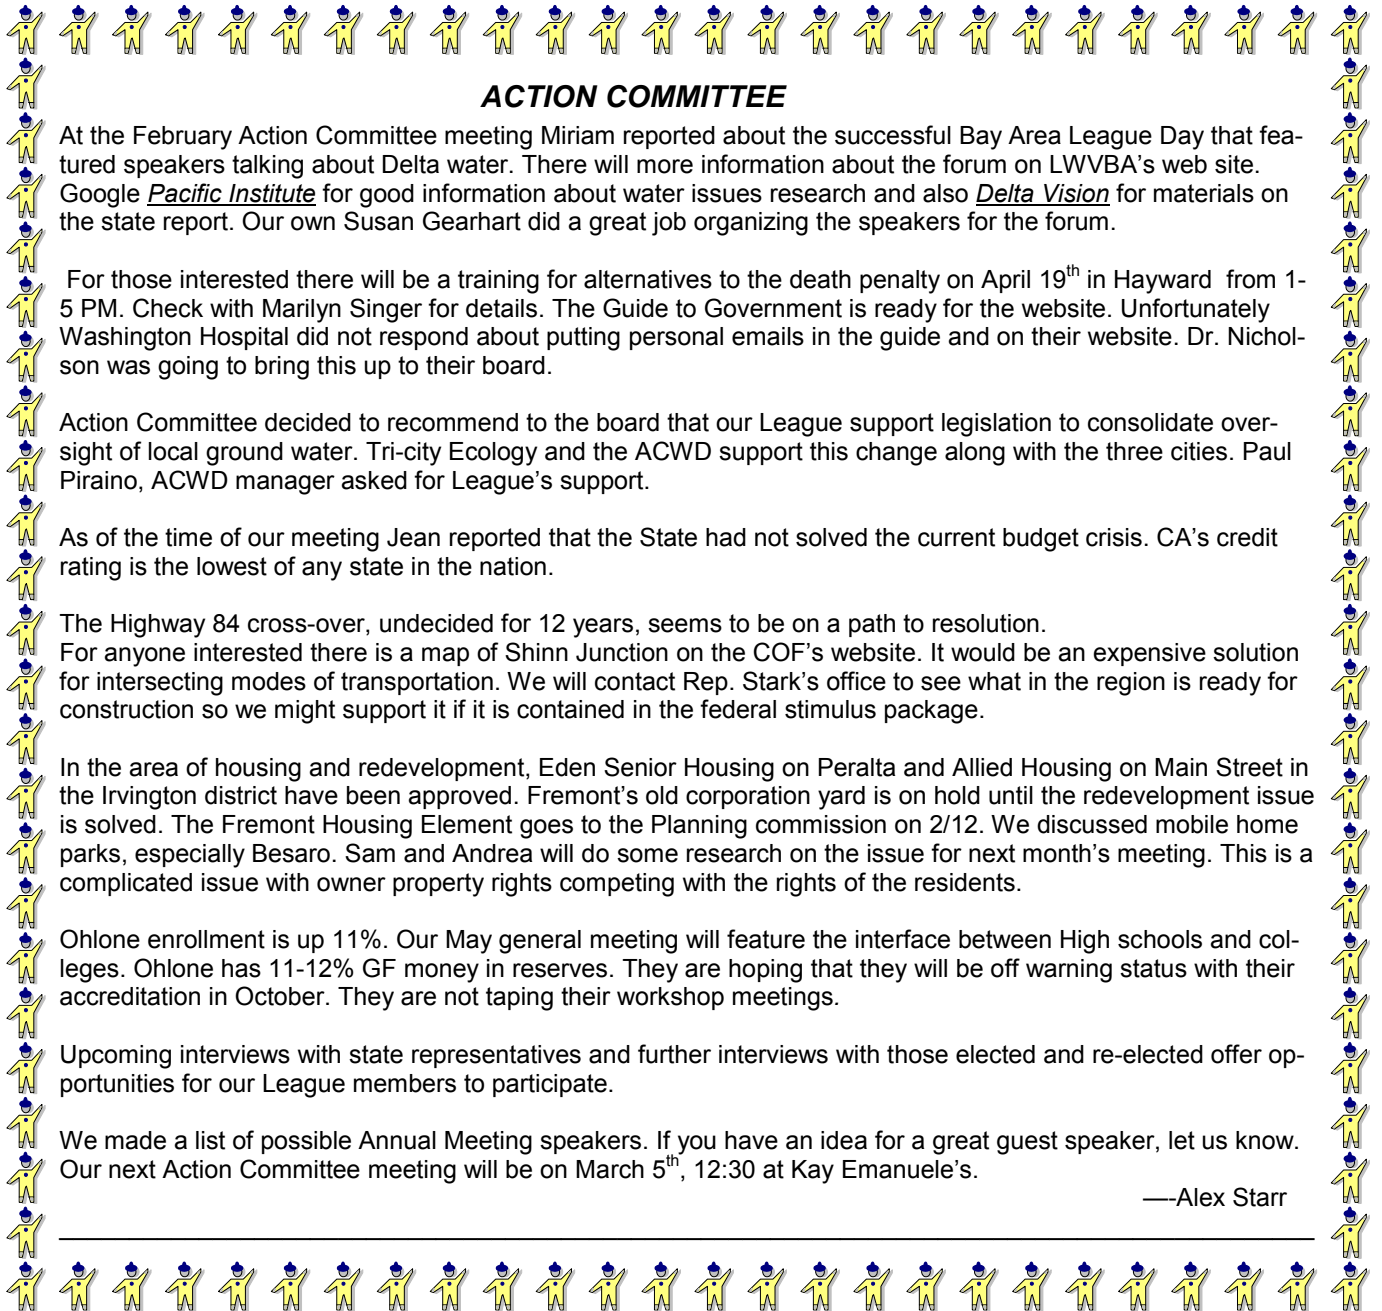 ACTION COMMITTEE
At the February Action Committee meeting Miriam reported about the successful Bay Area League Day that fea-
tured speakers talking about Delta water. There will more information about the forum on LWVBA's web site.
Google Pacific Institute for good information about water issues research and also Delta Vision for materials on
the state report. Our own Susan Gearhart did a great job organizing the speakers for the forum.
For those interested there will be a training for alternatives to the death penalty on April 19th in Hayward from 1-
5 PM. Check with Marilyn Singer for details. The Guide to Government is ready for the website. Unfortunately
Washington Hospital did not respond about putting personal emails in the guide and on their website. Dr. Nichol-
son was going to bring this up to their board.
Action Committee decided to recommend to the board that our League support legislation to consolidate over-
sight of local ground water. Tri-city Ecology and the ACWD support this change along with the three cities. Paul
Piraino, ACWD manager asked for League's support.
As of the time of our meeting Jean reported that the State had not solved the current budget crisis. CA's credit
rating is the lowest of any state in the nation.
The Highway 84 cross-over, undecided for 12 years, seems to be on a path to resolution.
For anyone interested there is a map of Shinn Junction on the COF's website. It would be an expensive solution
for intersecting modes of transportation. We will contact Rep. Stark's office to see what in the region is ready for
construction so we might support it if it is contained in the federal stimulus package.
In the area of housing and redevelopment, Eden Senior Housing on Peralta and Allied Housing on Main Street in
the Irvington district have been approved. Fremont's old corporation yard is on hold until the redevelopment issue
is solved. The Fremont Housing Element goes to the Planning commission on 2/12. We discussed mobile home
parks, especially Besaro. Sam and Andrea will do some research on the issue for next month's meeting. This is a
complicated issue with owner property rights competing with the rights of the residents.
Ohlone enrollment is up 11%. Our May general meeting will feature the interface between High schools and col-
leges. Ohlone has 11-12% GF money in reserves. They are hoping that they will be off warning status with their
accreditation in October. They are not taping their workshop meetings.
Upcoming interviews with state representatives and further interviews with those elected and re-elected offer op-
portunities for our League members to participate.
We made a list of possible Annual Meeting speakers. If you have an idea for a great guest speaker, let us know.
Our next Action Committee meeting will be on March 5th, 12:30 at Kay Emanuele's.
—-Alex Starr